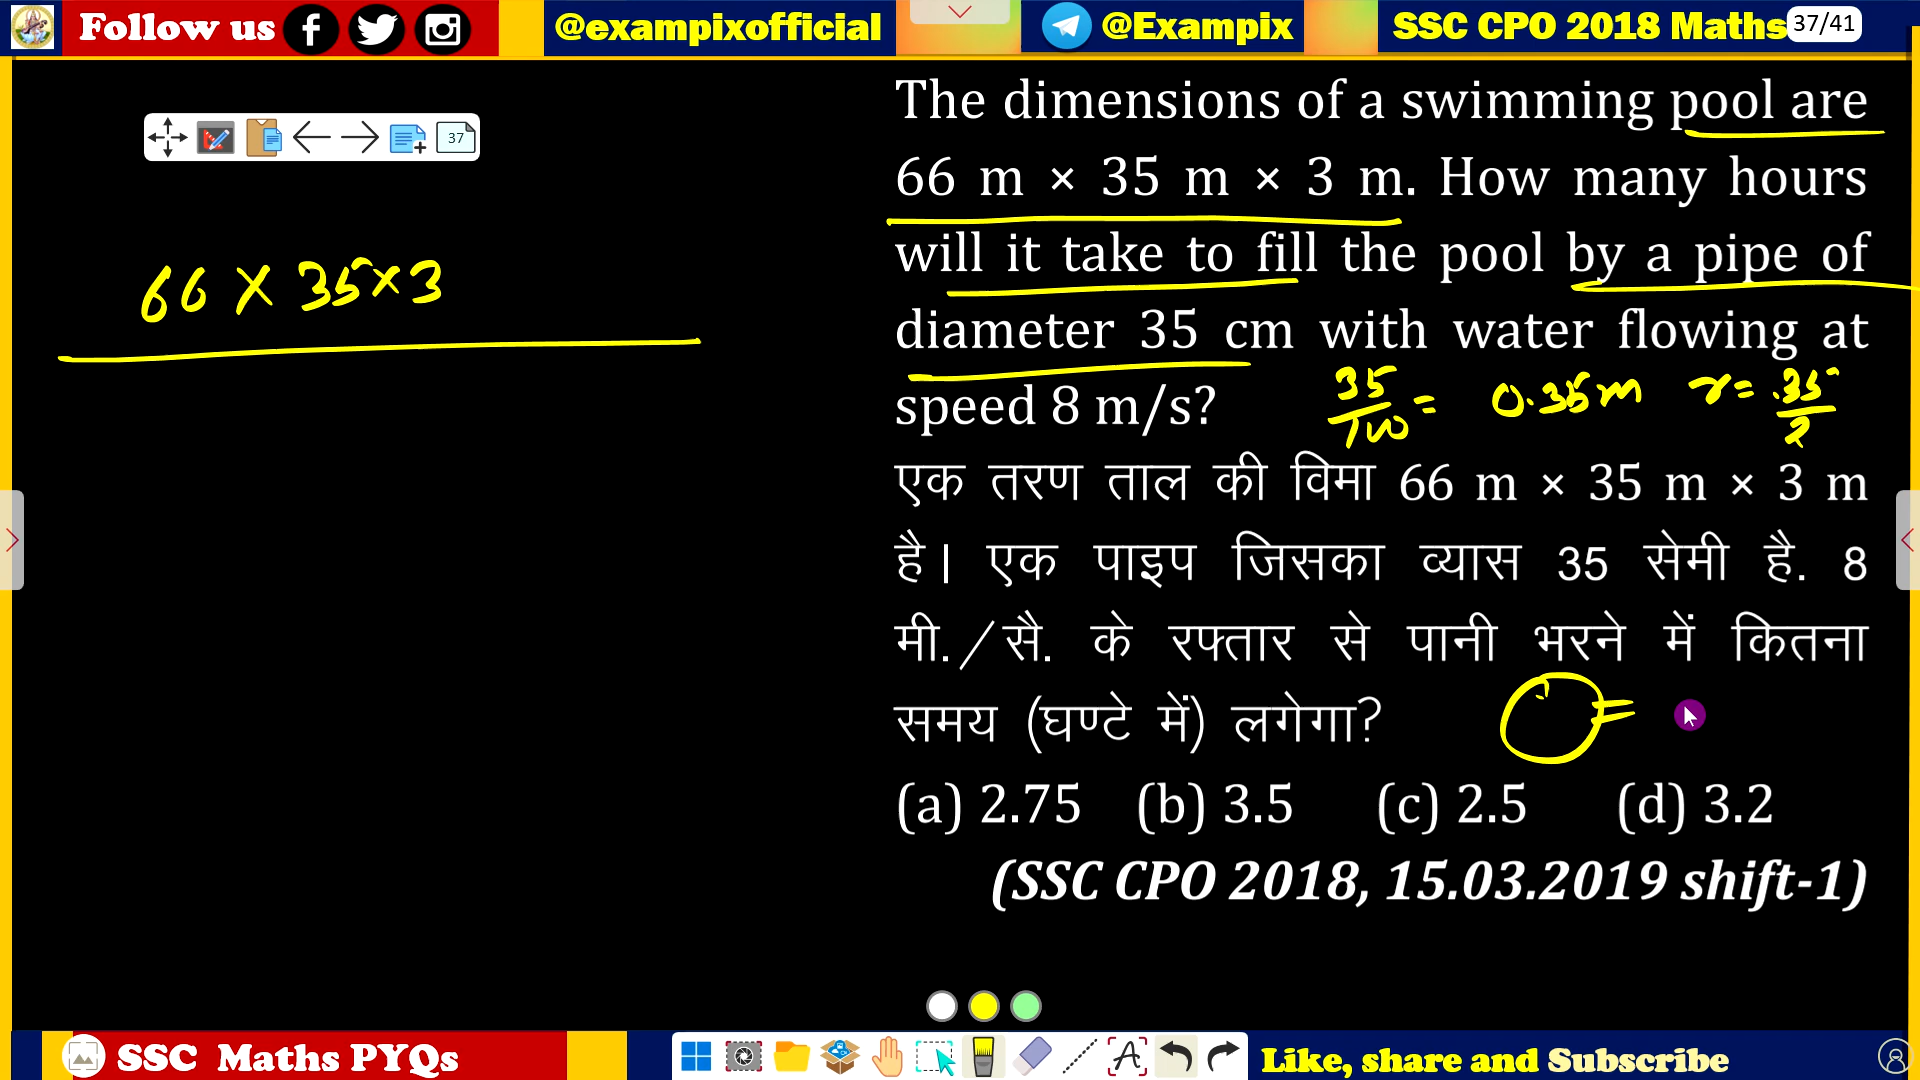 Follow us @exampixofficial @Exampix SSC CPO 2018 Maths 37/41
37
The dimensions of a swimming pool are
66 m × 35 m × 3 m. How many hours
will it take to fill the pool by a pipe of
diameter 35 cm with water flowing at
speed 8 m/s?
35/100 = 0.35m r = .35/2
66 × 35 × 3
एक तरण ताल की विमा 66 m × 35 m × 3 m
है। एक पाइप जिसका व्यास 35 सेमी है. 8
मी./सै. के रफ्तार से पानी भरने में कितना
समय (घण्टे में) लगेगा?
=
(a) 2.75 (b) 3.5 (c) 2.5 (d) 3.2
(SSC CPO 2018, 15.03.2019 shift-1)
SSC Maths PYQs
Like, share and Subscribe